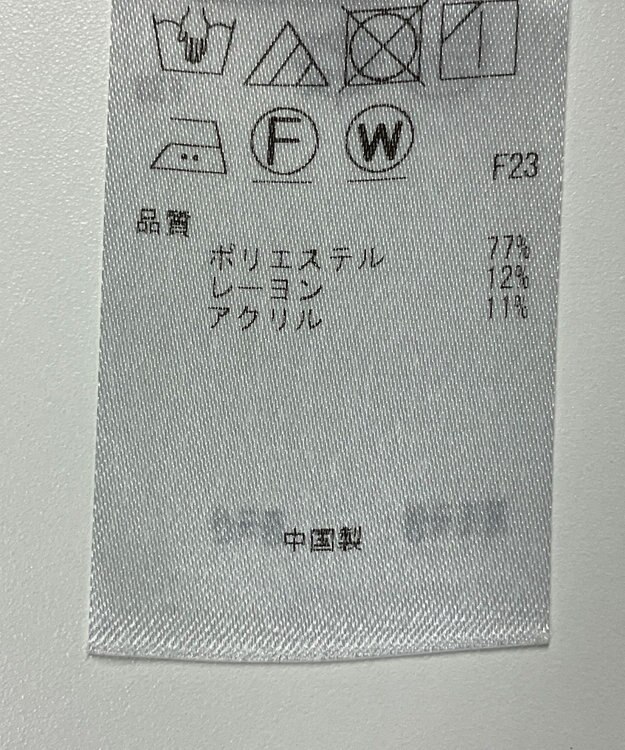 F W
F23
品質
ポリエステル 77%
レーヨン 12%
アクリル 11%
中国製